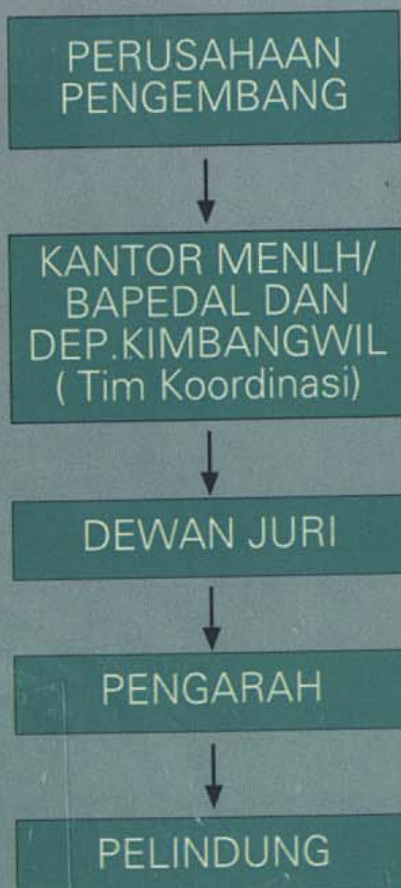 PERUSAHAAN
PENGEMBANG
KANTOR MENLH/
BAPEDAL DAN
DEP.KIMBANGWIL
( Tim Koordinasi)
DEWAN JURI
PENGARAH
PELINDUNG